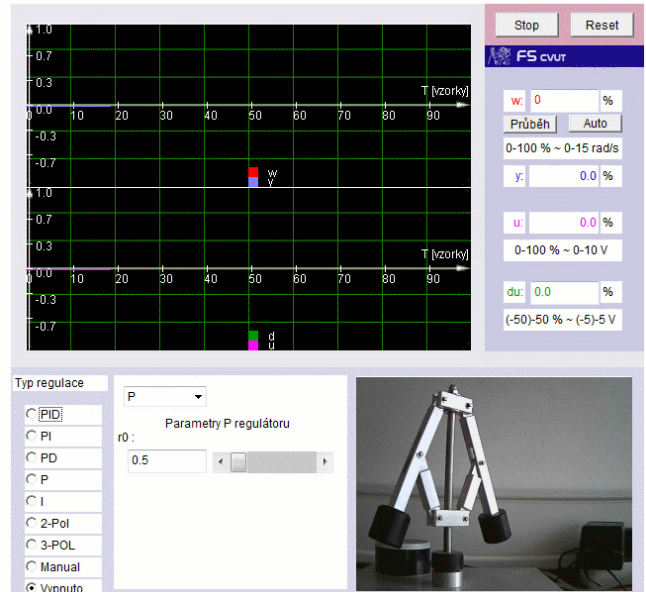 Stop Reset
FS CVUT
1.0
0.7
0.3
T [vzorky]
0.0
0 10 20 30 40 50 60 70 80 90
-0.3
-0.7
w
y
1.0
0.7
0.3
T [vzorky]
0.0
0 10 20 30 40 50 60 70 80 90
-0.3
-0.7
d
u
w: 0 %
Průběh Auto
0-100 % ~ 0-15 rad/s
y: 0.0 %
u: 0.0 %
0-100 % ~ 0-10 V
du: 0.0 %
(-50)-50 % ~ (-5)-5 V
Typ regulace
PID
PI
PD
P
I
2-Pol
3-POL
Manual
Vypnuto
P
Parametry P regulátoru
r0 :
0.5